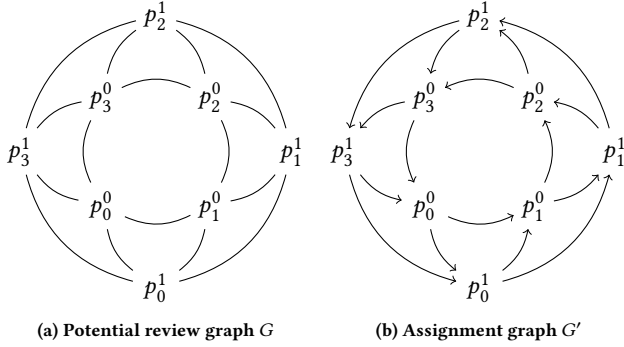 p_2^1 p_2^1
p_3^0 p_2^0 p_3^0 p_2^0
p_3^1 p_1^1 p_3^1 p_1^1
p_0^0 p_1^0 p_0^0 p_1^0
p_0^1 p_0^1
(a) Potential review graph G (b) Assignment graph G′